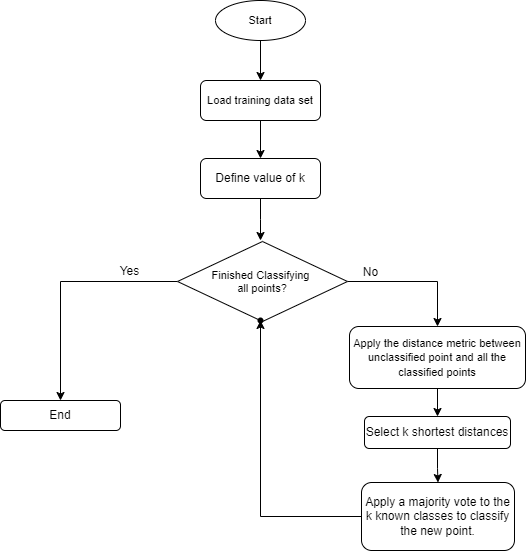 Start
Load training data set
Define value of k
Finished Classifying
all points?
Yes
No
Apply the distance metric between
unclassified point and all the
classified points
End
Select k shortest distances
Apply a majority vote to the
k known classes to classify
the new point.